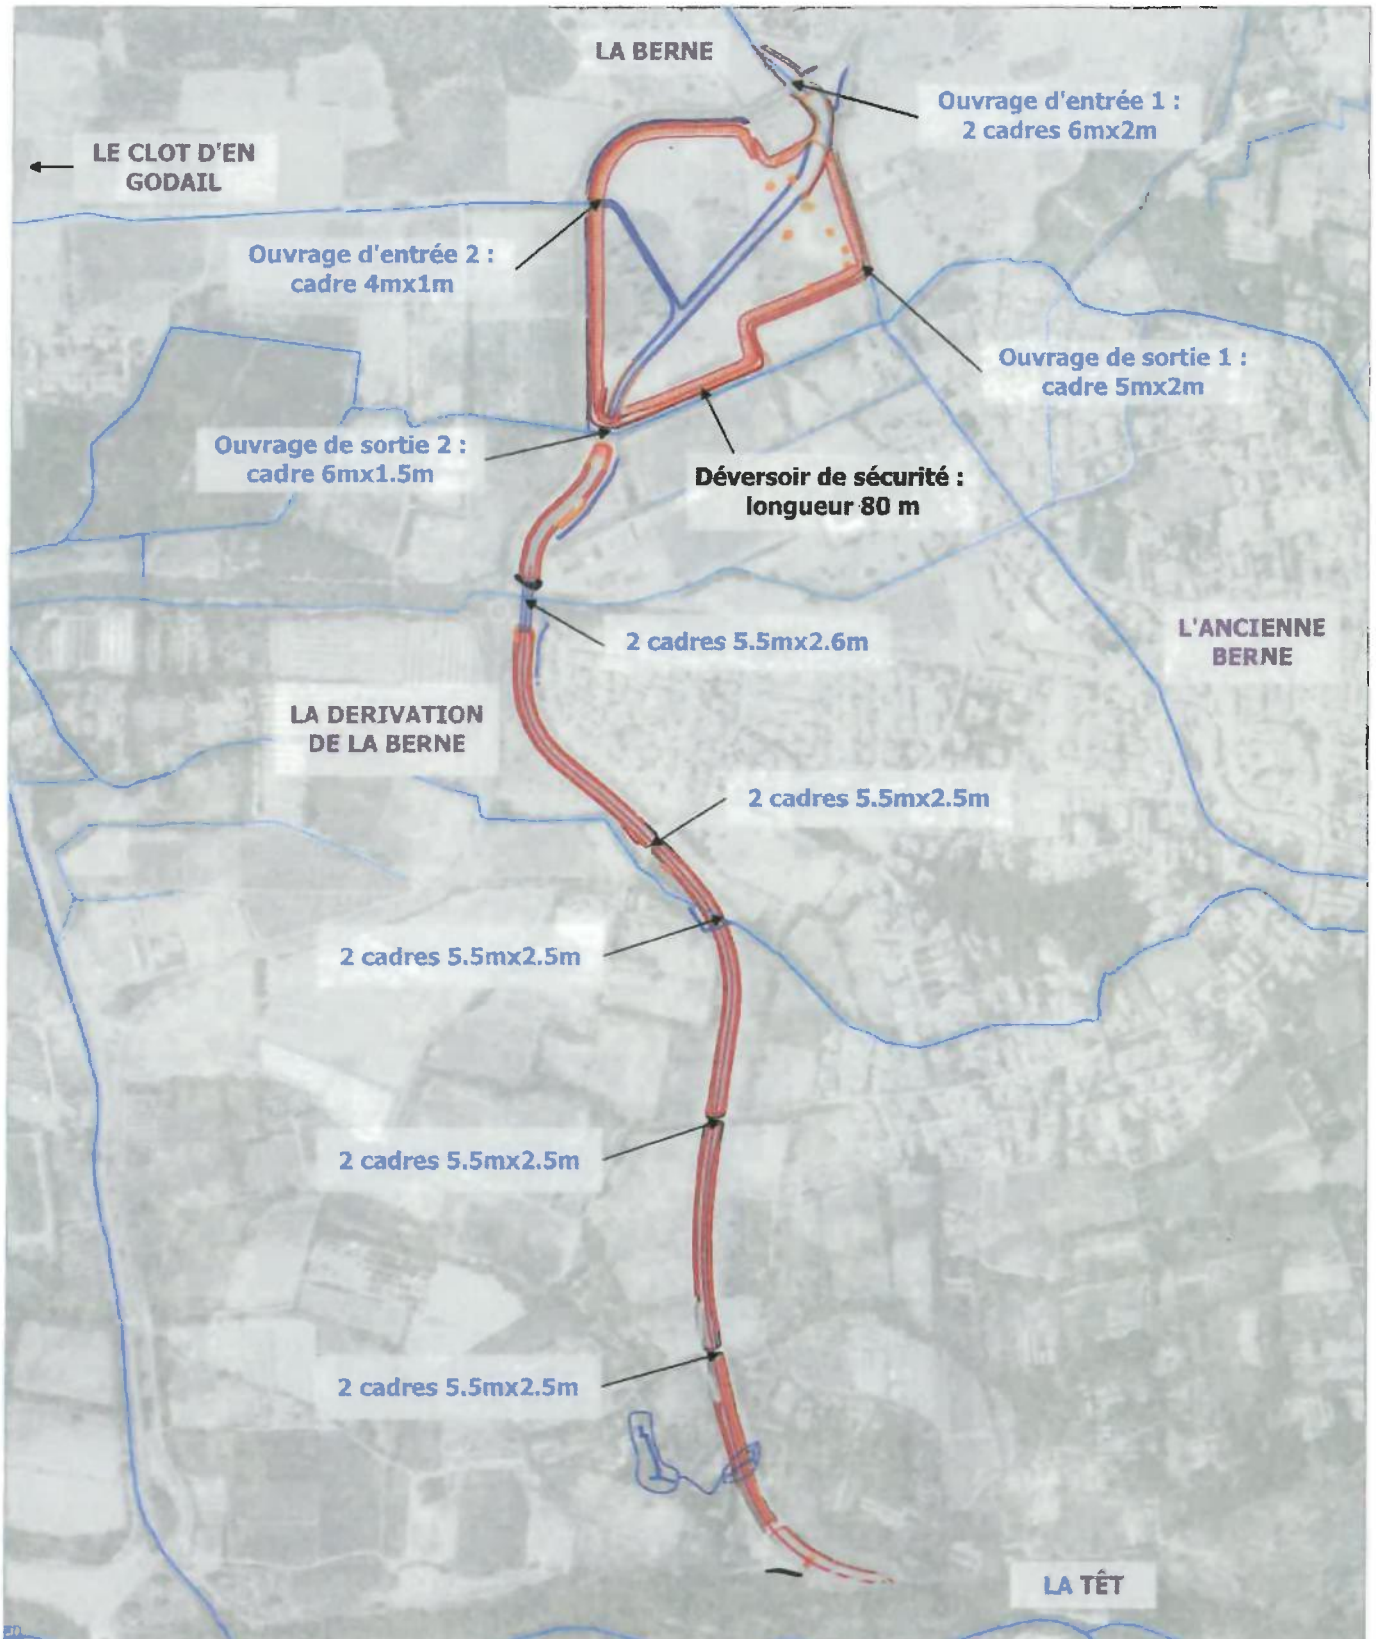 LA BERNE
Ouvrage d'entrée 1 :
2 cadres 6mx2m
LE CLOT D'EN
GODAIL
Ouvrage d'entrée 2 :
cadre 4mx1m
Ouvrage de sortie 1 :
cadre 5mx2m
Ouvrage de sortie 2 :
cadre 6mx1.5m
Déversoir de sécurité :
longueur 80 m
2 cadres 5.5mx2.6m
L'ANCIENNE
BERNE
LA DERIVATION
DE LA BERNE
2 cadres 5.5mx2.5m
2 cadres 5.5mx2.5m
2 cadres 5.5mx2.5m
2 cadres 5.5mx2.5m
LA TÊT